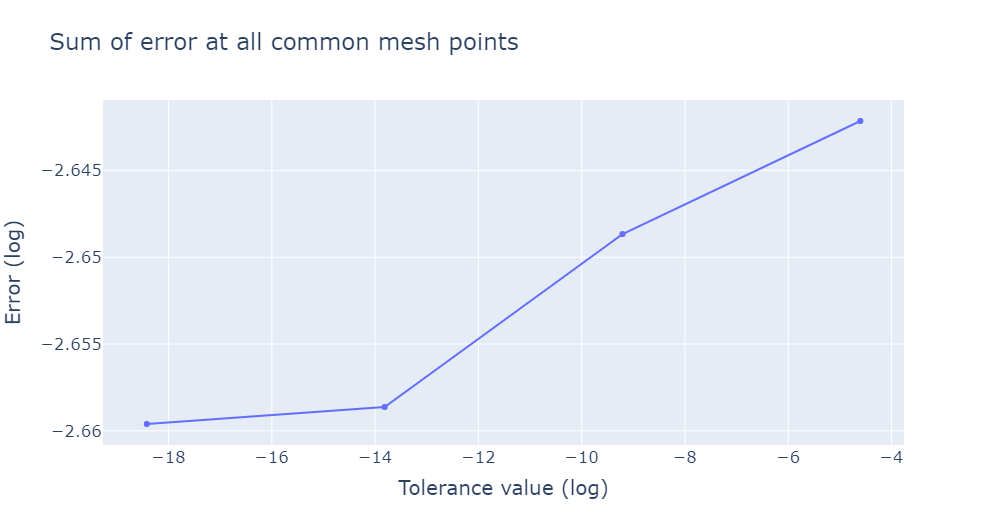 Sum of error at all common mesh points
Error (log)
−2.645
−2.65
−2.655
−2.66
−18 −16 −14 −12 −10 −8 −6 −4
Tolerance value (log)